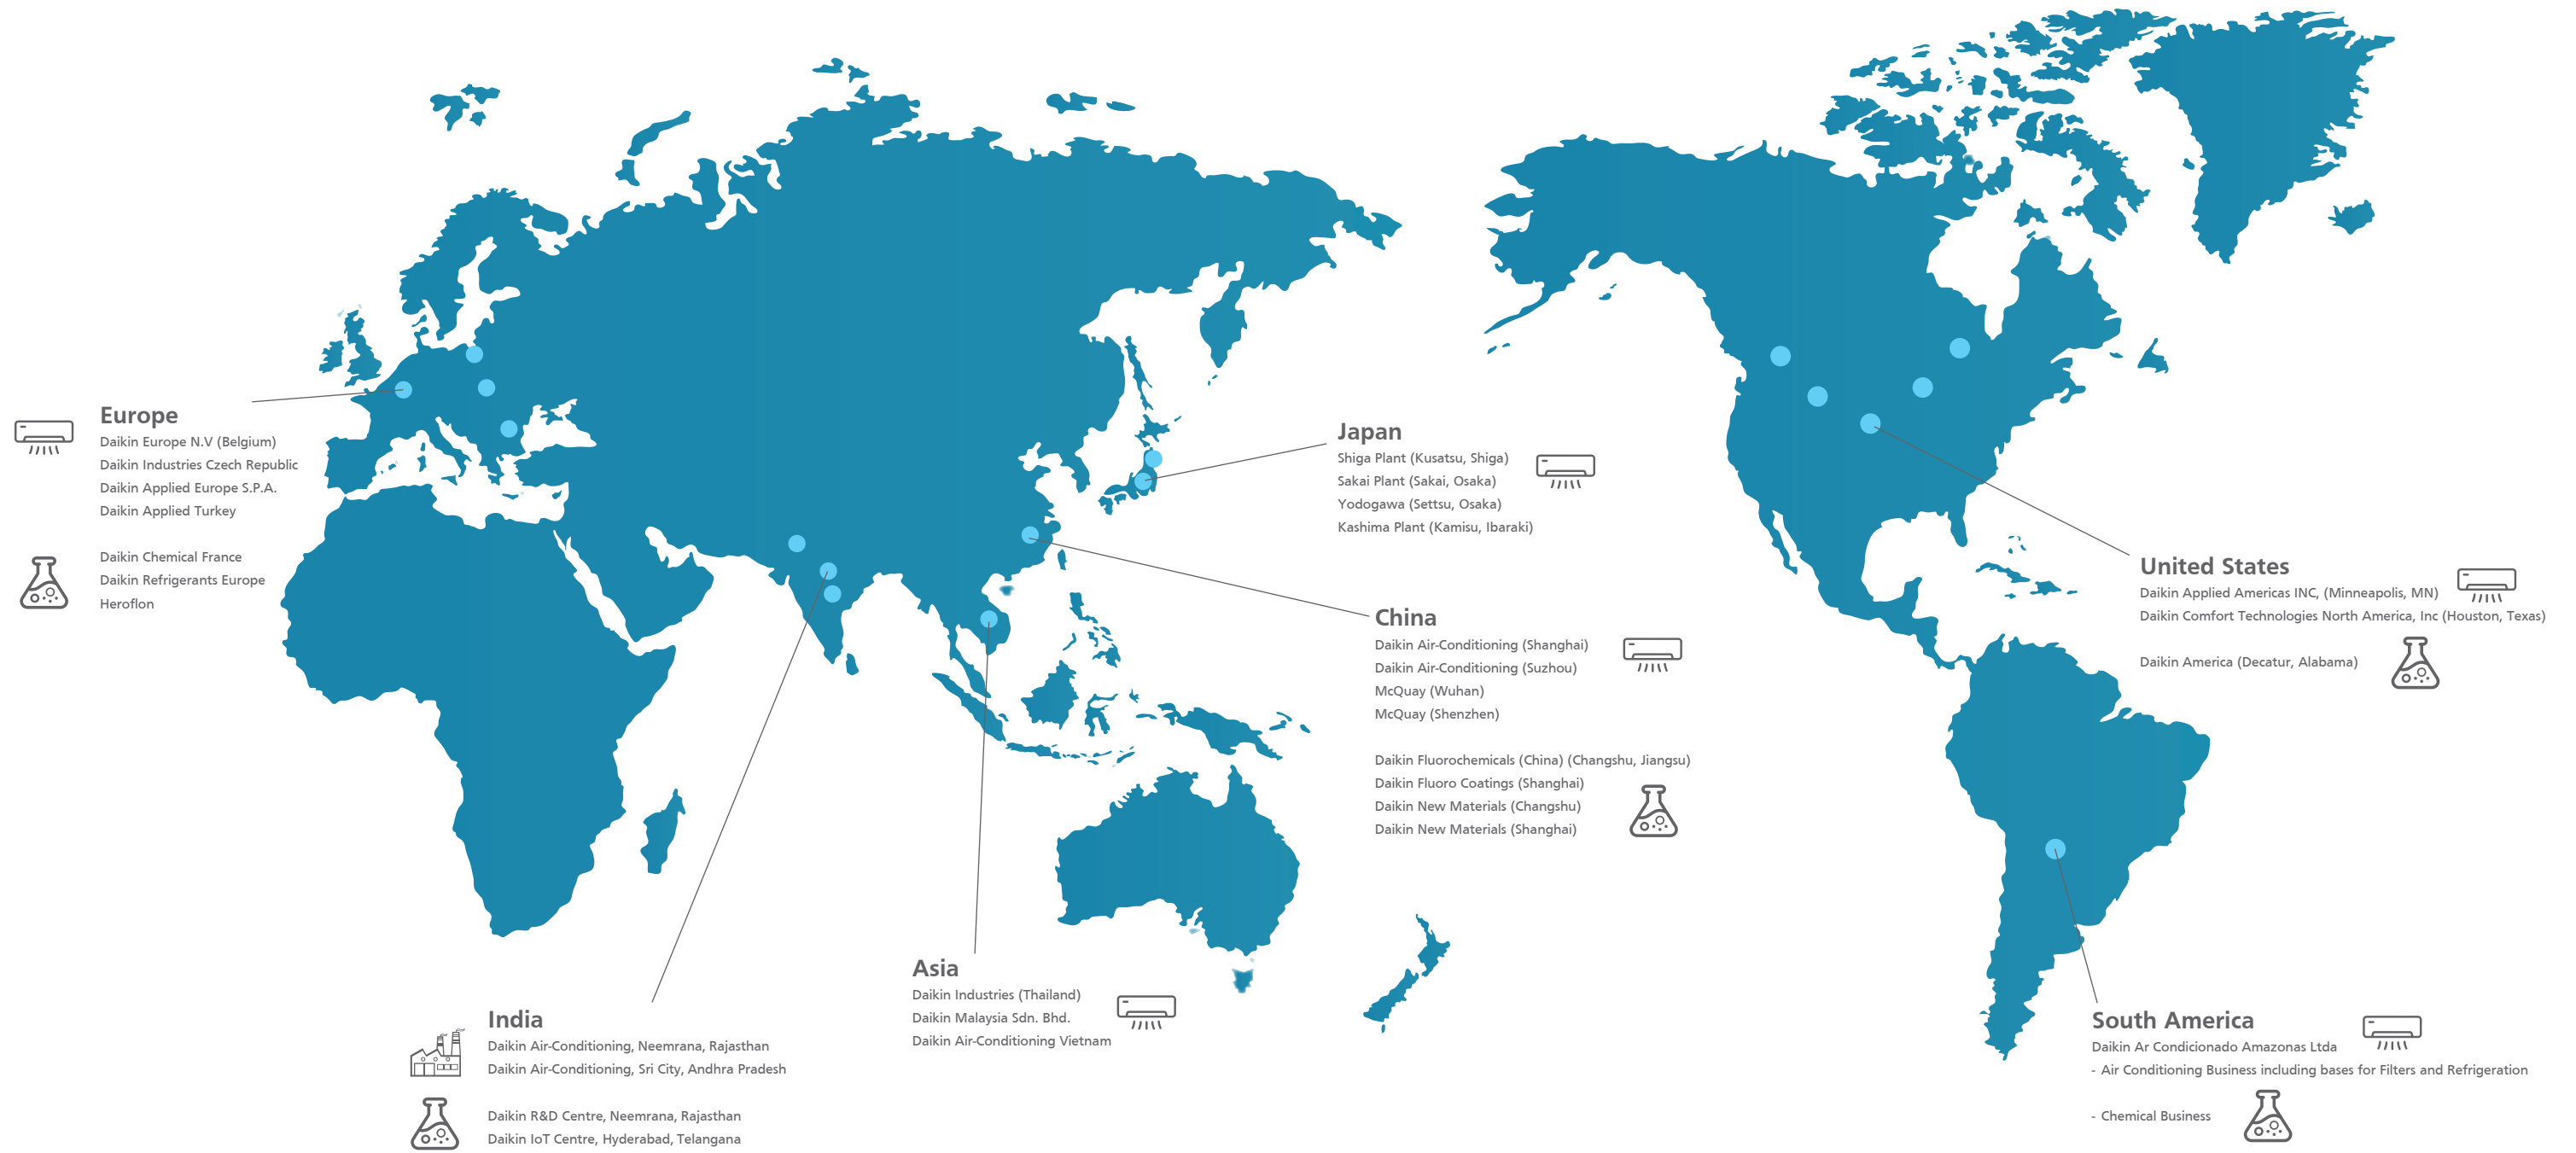 Europe
Daikin Europe N.V (Belgium)
Daikin Industries Czech Republic
Daikin Applied Europe S.P.A.
Daikin Applied Turkey
Daikin Chemical France
Daikin Refrigerants Europe
Heroflon
India
Daikin Air-Conditioning, Neemrana, Rajasthan
Daikin Air-Conditioning, Sri City, Andhra Pradesh
Daikin R&D Centre, Neemrana, Rajasthan
Daikin IoT Centre, Hyderabad, Telangana
Asia
Daikin Industries (Thailand)
Daikin Malaysia Sdn. Bhd.
Daikin Air-Conditioning Vietnam
Japan
Shiga Plant (Kusatsu, Shiga)
Sakai Plant (Sakai, Osaka)
Yodogawa (Settsu, Osaka)
Kashima Plant (Kamisu, Ibaraki)
China
Daikin Air-Conditioning (Shanghai)
Daikin Air-Conditioning (Suzhou)
McQuay (Wuhan)
McQuay (Shenzhen)
Daikin Fluorochemicals (China) (Changshu, Jiangsu)
Daikin Fluoro Coatings (Shanghai)
Daikin New Materials (Changshu)
Daikin New Materials (Shanghai)
United States
Daikin Applied Americas INC, (Minneapolis, MN)
Daikin Comfort Technologies North America, Inc (Houston, Texas)
Daikin America (Decatur, Alabama)
South America
Daikin Ar Condicionado Amazonas Ltda
- Air Conditioning Business including bases for Filters and Refrigeration
- Chemical Business